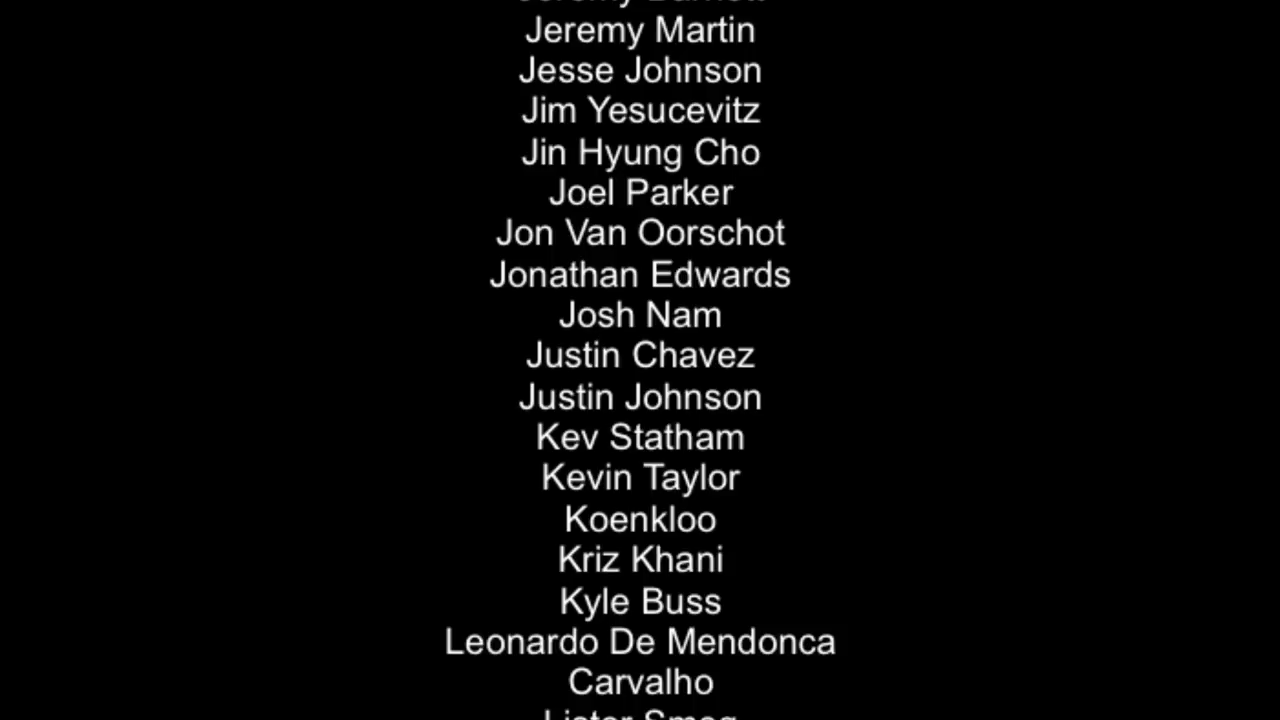 Jeremy Martin
Jesse Johnson
Jim Yesucevitz
Jin Hyung Cho
Joel Parker
Jon Van Oorschot
Jonathan Edwards
Josh Nam
Justin Chavez
Justin Johnson
Kev Statham
Kevin Taylor
Koenkloo
Kriz Khani
Kyle Buss
Leonardo De Mendonca
Carvalho